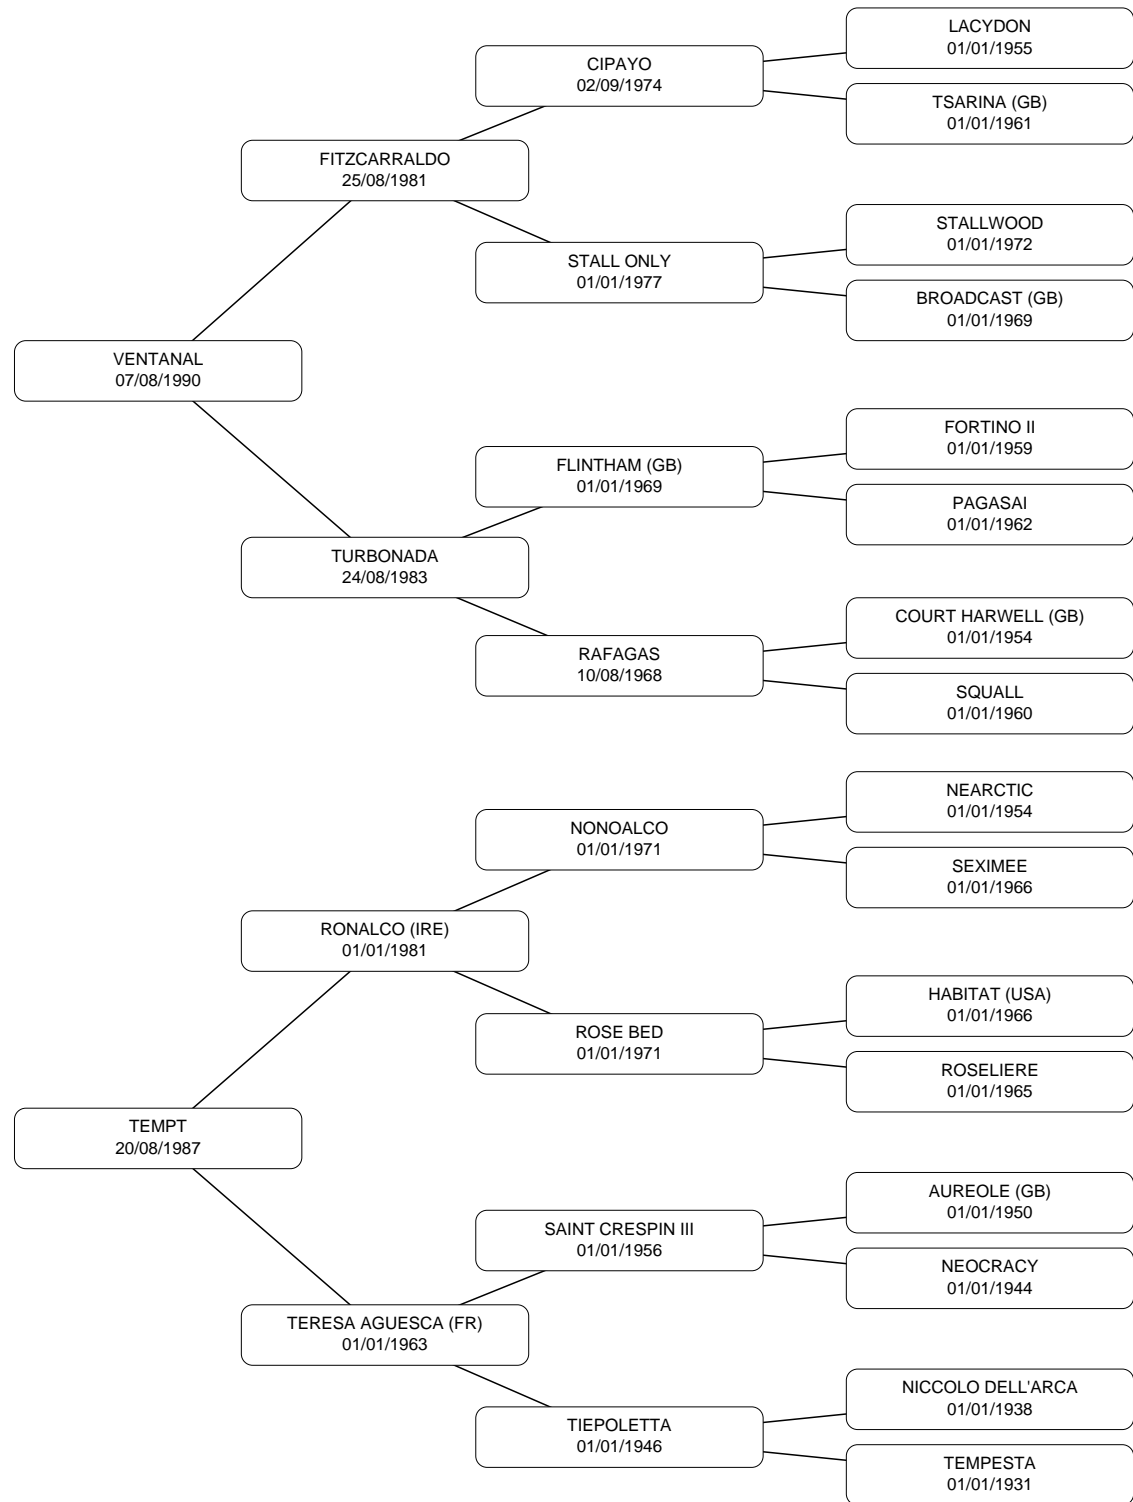 LACYDON
01/01/1955
CIPAYO
02/09/1974
TSARINA (GB)
01/01/1961
FITZCARRALDO
25/08/1981
STALLWOOD
01/01/1972
STALL ONLY
01/01/1977
BROADCAST (GB)
01/01/1969
VENTANAL
07/08/1990
FORTINO II
01/01/1959
FLINTHAM (GB)
01/01/1969
PAGASAI
01/01/1962
TURBONADA
24/08/1983
COURT HARWELL (GB)
01/01/1954
RAFAGAS
10/08/1968
SQUALL
01/01/1960
NEARCTIC
01/01/1954
NONOALCO
01/01/1971
SEXIMEE
01/01/1966
RONALCO (IRE)
01/01/1981
HABITAT (USA)
01/01/1966
ROSE BED
01/01/1971
ROSELIERE
01/01/1965
TEMPT
20/08/1987
AUREOLE (GB)
01/01/1950
SAINT CRESPIN III
01/01/1956
NEOCRACY
01/01/1944
TERESA AGUESCA (FR)
01/01/1963
NICCOLO DELL'ARCA
01/01/1938
TIEPOLETTA
01/01/1946
TEMPESTA
01/01/1931